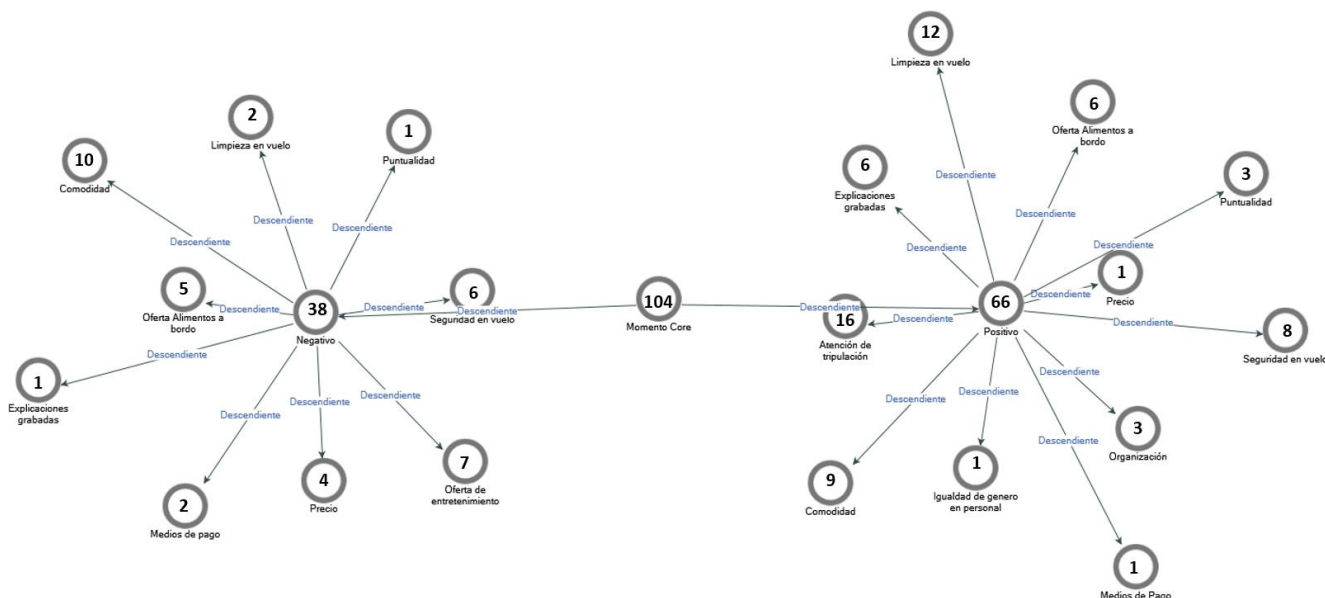 12
Limpieza en vuelo
6
Oferta Alimentos a
bordo
2
Limpieza en vuelo
1
Puntualidad
10
Comodidad
6
Explicaciones
grabadas
3
Puntualidad
Descendiente
Descendiente
Descendiente
Descendiente
Descendiente
Descendiente
Descendiente
5
Oferta Alimentos a
bordo
Descendiente
38
Negativo
Descendiente
6
Seguridad en vuelo
Descendiente
104
Momento Core
Descendiente
16
Atención de
tripulación
Descendiente
66
Positivo
Descendiente
1
Precio
Descendiente
8
Seguridad en vuelo
Descendiente
1
Explicaciones
grabadas
Descendiente
Descendiente
Descendiente
Descendiente
Descendiente
Descendiente
Descendiente
2
Medios de pago
4
Precio
7
Oferta de
entretenimiento
9
Comodidad
1
Igualdad de genero
en personal
3
Organización
1
Medios de Pago